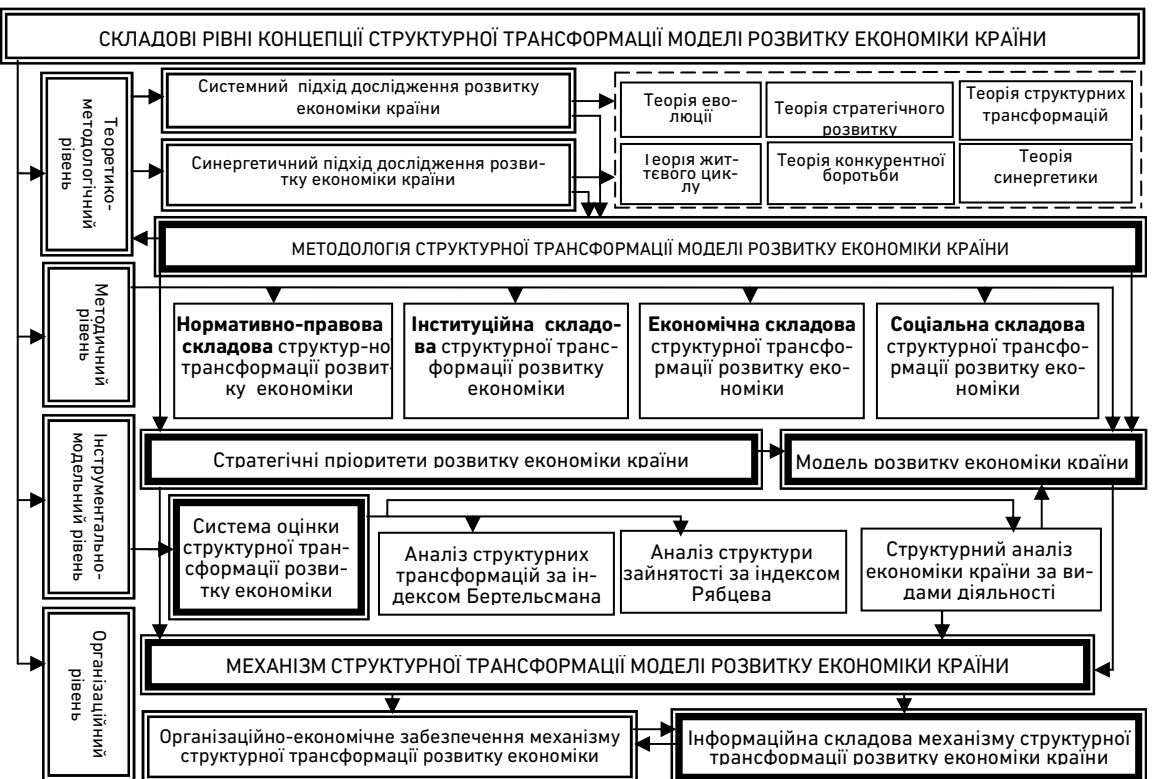 СКЛАДОВІ РІВНІ КОНЦЕПЦІЇ СТРУКТУРНОЇ ТРАНСФОРМАЦІЇ МОДЕЛІ РОЗВИТКУ ЕКОНОМІКИ КРАЇНИ
Теоретико-
методологічний
рівень
Системний підхід дослідження розвитку
економіки країни
Синергетичний підхід дослідження розви-
тку економіки країни
Теорія ево-
люції
Теорія стратегічного
розвитку
Теорія структурних
трансформацій
Теорія жит-
тєвого цик-
лу
Теорія конкурентної
боротьби
Теорія
синергетики
МЕТОДОЛОГІЯ СТРУКТУРНОЇ ТРАНСФОРМАЦІЇ МОДЕЛІ РОЗВИТКУ ЕКОНОМІКИ КРАЇНИ
Методичний
рівень
Нормативно-правова
складова структур-ної
трансформації розвит-
ку економіки
Інституційна складо-
ва структурної транс-
формації розвитку
економіки
Економічна складова
структурної трансфо-
рмації розвитку еко-
номіки
Соціальна складова
структурної трансфо-
рмації розвитку еко-
номіки
Інструментально-
модельний рівень
Стратегічні пріоритети розвитку економіки країни
Модель розвитку економіки країни
Система оцінки
структурної тран-
сформації розви-
тку економіки
Аналіз структурних
трансформацій за ін-
дексом Бертельсмана
Аналіз структури
зайнятості за індексом
Рябцева
Структурний аналіз
економіки країни за ви-
дами діяльності
Організаційний
рівень
МЕХАНІЗМ СТРУКТУРНОЇ ТРАНСФОРМАЦІЇ МОДЕЛІ РОЗВИТКУ ЕКОНОМІКИ КРАЇНИ
Організаційно-економічне забезпечення механізму
структурної трансформації розвитку економіки
Інформаційна складова механізму структурної
трансформації розвитку економіки країни